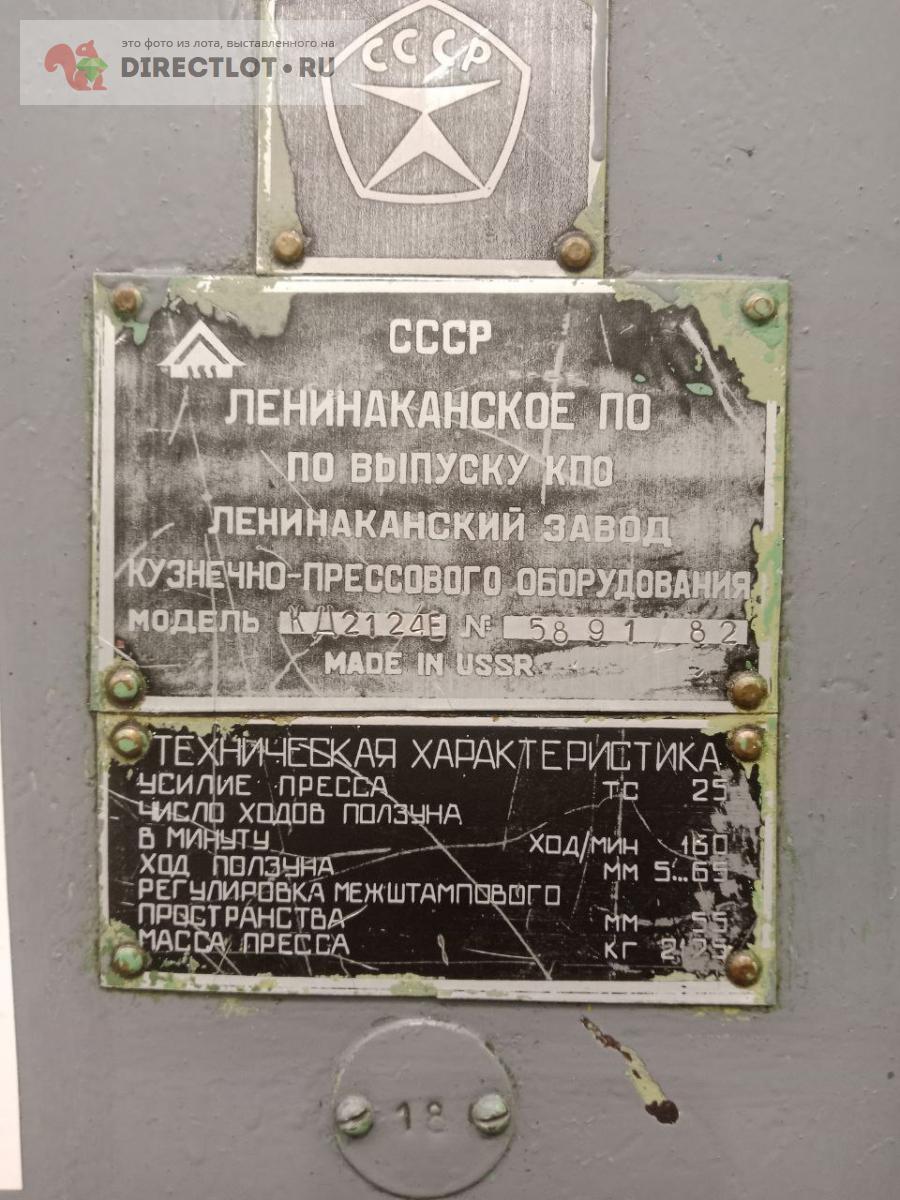 это фото из лота, выставленного на
DIRECTLOT.RU
СССР
СССР
ЛЕНИНАКАНСКОЕ ПО
ПО ВЫПУСКУ КПО
ЛЕНИНАКАНСКИЙ ЗАВОД
КУЗНЕЧНО-ПРЕССОВОГО ОБОРУДОВАНИЯ
МОДЕЛЬ КД2124Е № 5891 82
MADE IN USSR
ТЕХНИЧЕСКАЯ ХАРАКТЕРИСТИКА
УСИЛИЕ ПРЕССА ТС 25
ЧИСЛО ХОДОВ ПОЛЗУНА
В МИНУТУ ХОД/МИН
ХОД ПОЛЗУНА ММ 5...65
РЕГУЛИРОВКА МЕЖШТАМПОВОГО
ПРОСТРАНСТВА ММ 55
МАССА ПРЕССА КГ
18